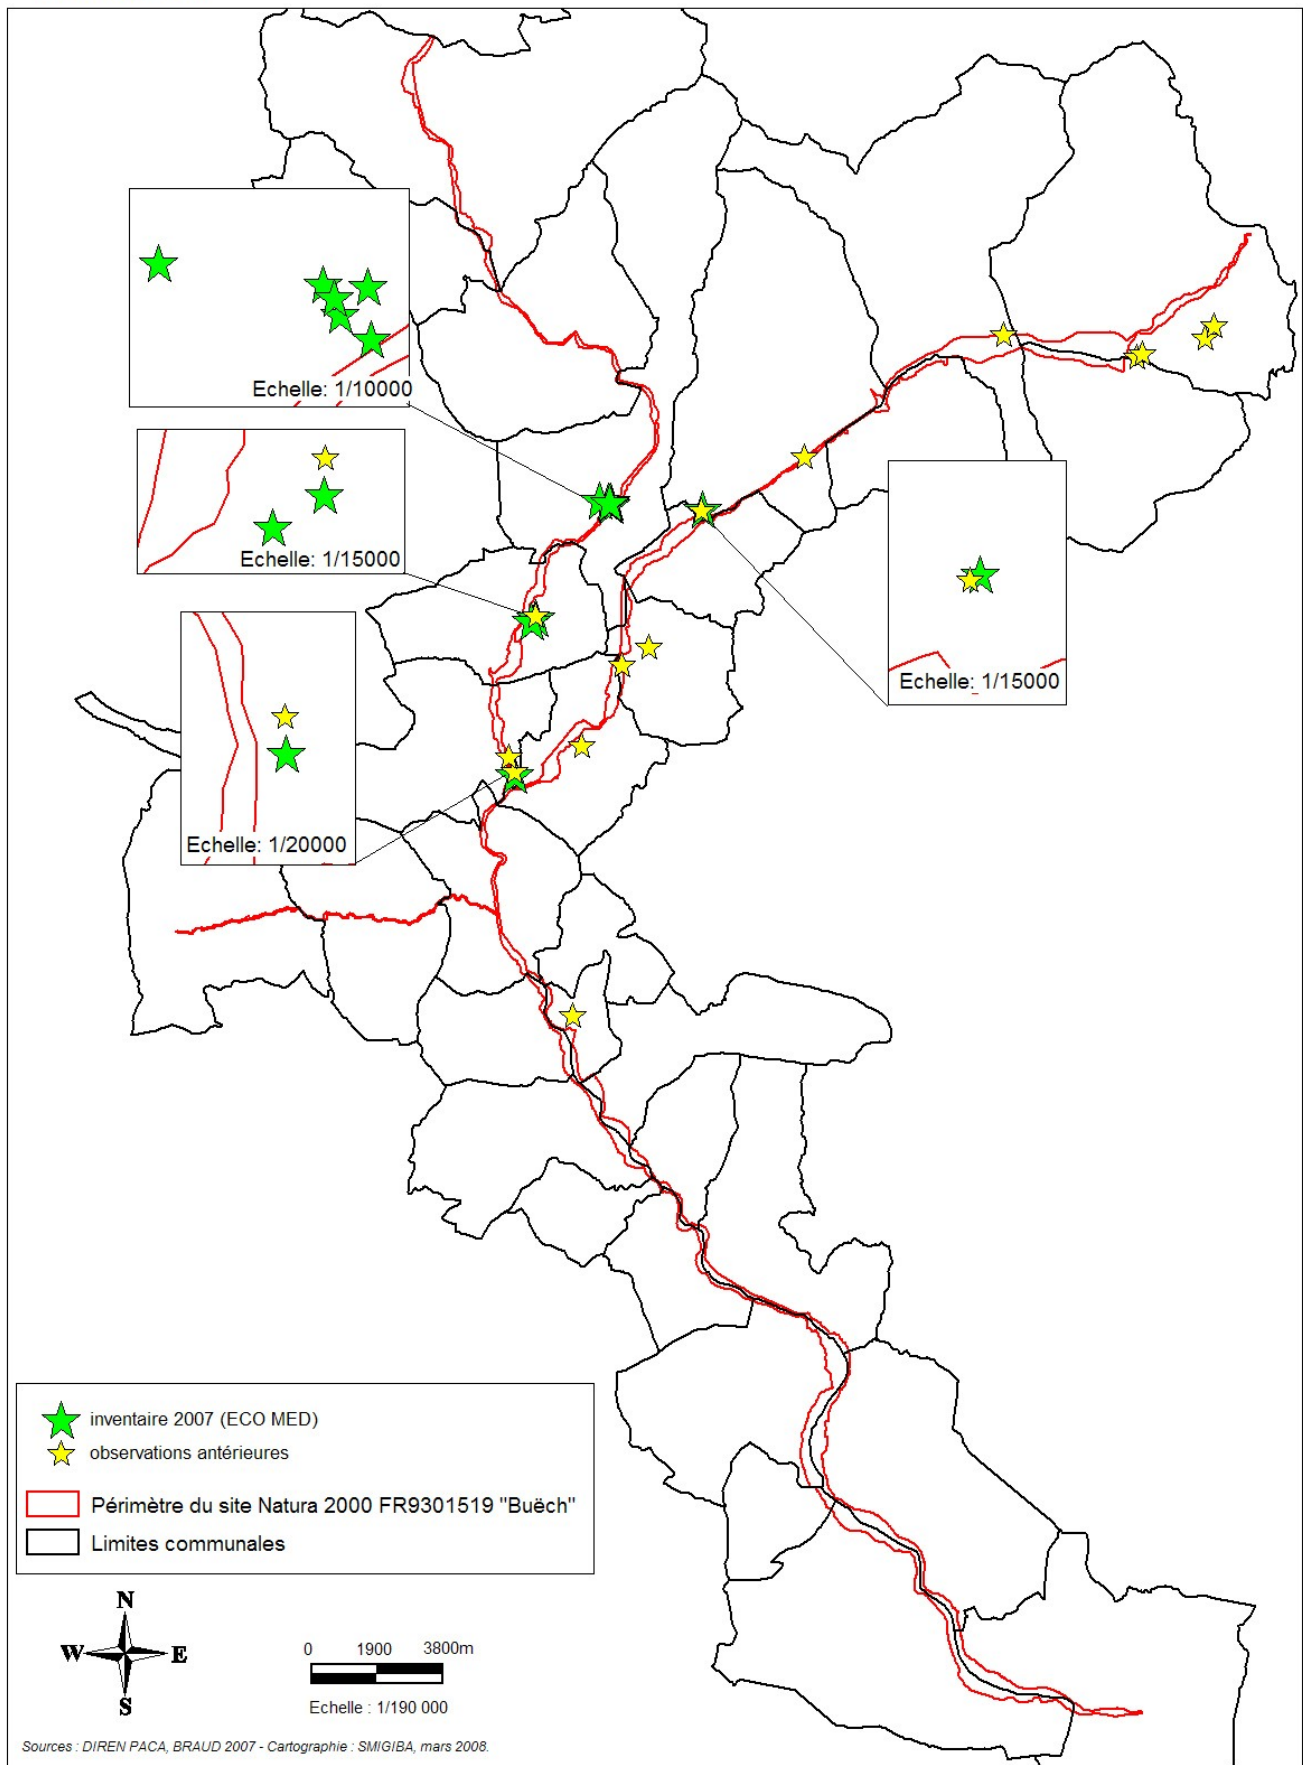 Echelle: 1/10000
Echelle: 1/15000
Echelle: 1/15000
Echelle: 1/20000
inventaire 2007 (ECO MED)
observations antérieures
Périmètre du site Natura 2000 FR9301519 "Buëch"
Limites communales
N
W E
S
0 1900 3800m
Echelle : 1/190 000
Sources : DIREN PACA, BRAUD 2007 - Cartographie : SMIGIBA, mars 2008.